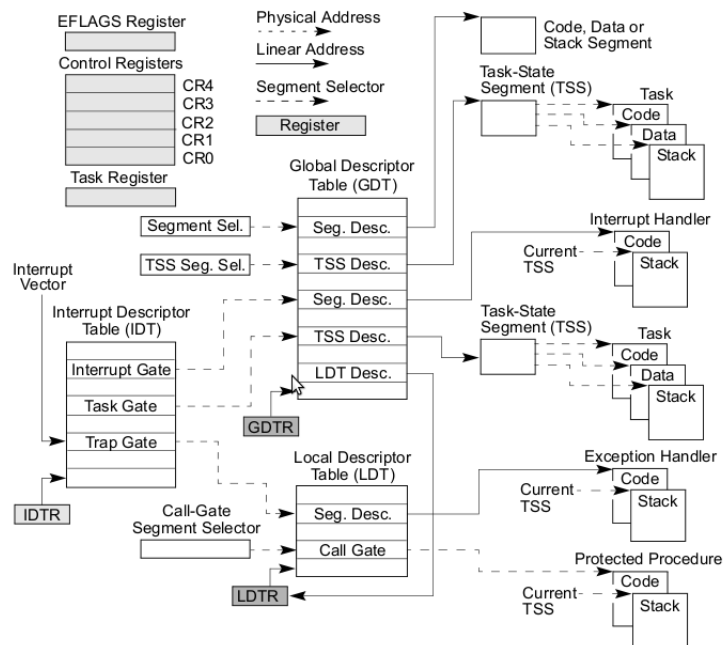 EFLAGS Register
Control Registers
CR4
CR3
CR2
CR1
CR0
Task Register
Physical Address
Linear Address
Segment Selector
Register
Code, Data or
Stack Segment
Task-State
Segment (TSS)
Task
Code
Data
Stack
Global Descriptor
Table (GDT)
Segment Sel.
Seg. Desc.
TSS Seg. Sel.
TSS Desc.
Seg. Desc.
TSS Desc.
LDT Desc.
GDTR
Interrupt Handler
Code
Current
TSS
Stack
Interrupt
Vector
Interrupt Descriptor
Table (IDT)
Interrupt Gate
Task Gate
Trap Gate
IDTR
Task-State
Segment (TSS)
Task
Code
Data
Stack
Local Descriptor
Table (LDT)
Seg. Desc.
Call-Gate
Segment Selector
Call Gate
LDTR
Exception Handler
Code
Current
TSS
Stack
Protected Procedure
Code
Current
TSS
Stack